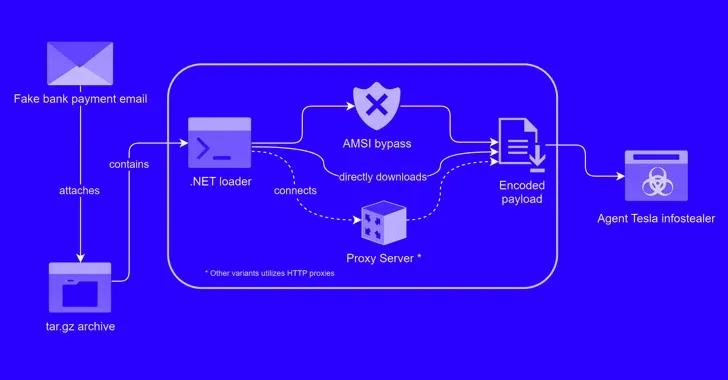 Fake bank payment email
attaches
tar.gz archive
contains
.NET loader
AMSI bypass
directly downloads
connects
Proxy Server *
* Other variants utilizes HTTP proxies
Encoded
payload
Agent Tesla infostealer